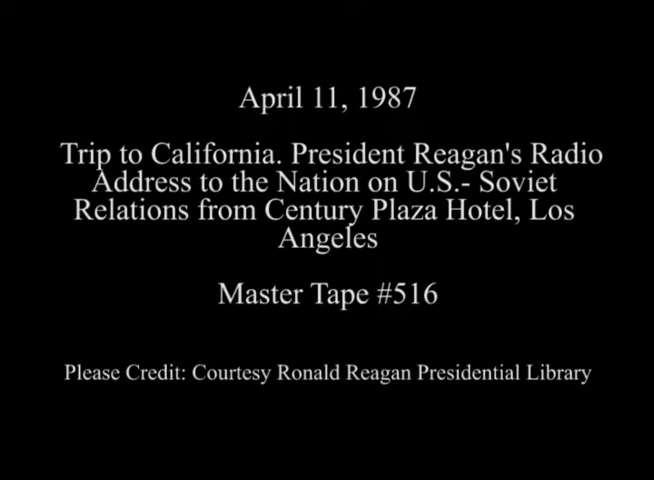 April 11, 1987
Trip to California. President Reagan's Radio
Address to the Nation on U.S.- Soviet
Relations from Century Plaza Hotel, Los
Angeles
Master Tape #516
Please Credit: Courtesy Ronald Reagan Presidential Library